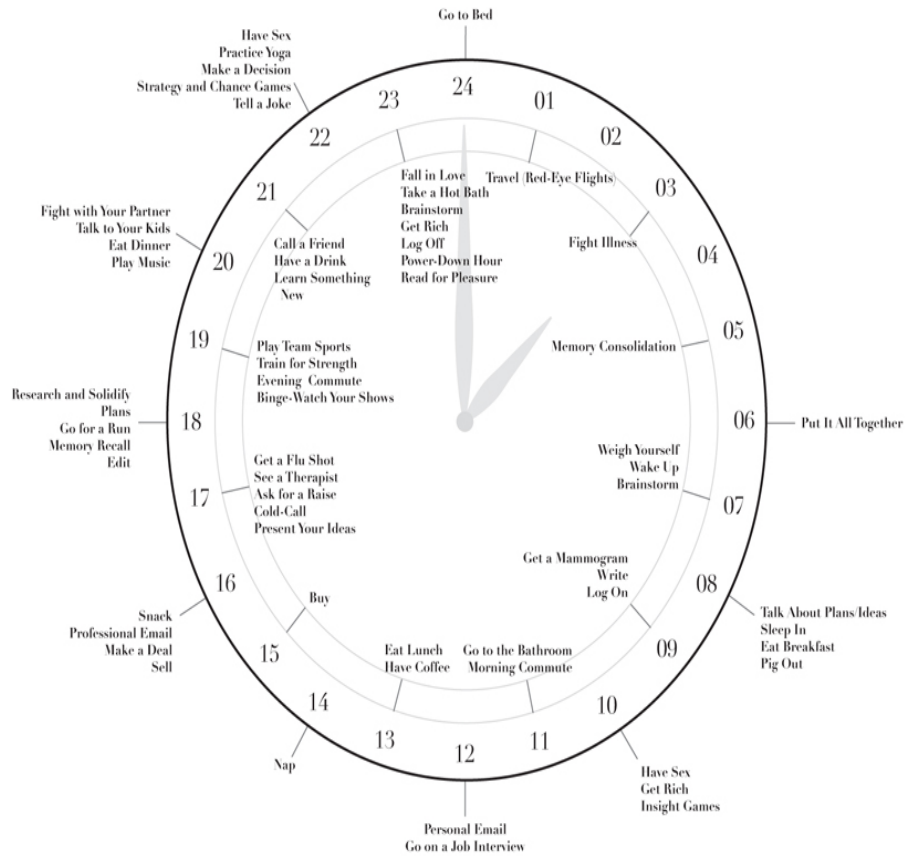 Go to Bed
Have Sex
Practice Yoga
Make a Decision
Strategy and Chance Games
Tell a Joke
24
23
01
22
02
21
03
20
04
19
05
18
06
17
07
16
08
15
09
14
10
13
11
12
Fall in Love
Take a Hot Bath
Brainstorm
Get Rich
Log Off
Power-Down Hour
Read for Pleasure
Travel (Red-Eye Flights)
Fight Illness
Memory Consolidation
Put It All Together
Weigh Yourself
Wake Up
Brainstorm
Talk About Plans/Ideas
Sleep In
Eat Breakfast
Pig Out
Get a Mammogram
Write
Log On
Have Sex
Get Rich
Insight Games
Go to the Bathroom
Morning Commute
Personal Email
Go on a Job Interview
Eat Lunch
Have Coffee
Nap
Buy
Snack
Professional Email
Make a Deal
Sell
Get a Flu Shot
See a Therapist
Ask for a Raise
Cold-Call
Present Your Ideas
Research and Solidify
Plans
Go for a Run
Memory Recall
Edit
Play Team Sports
Train for Strength
Evening Commute
Binge-Watch Your Shows
Fight with Your Partner
Talk to Your Kids
Eat Dinner
Play Music
Call a Friend
Have a Drink
Learn Something
New